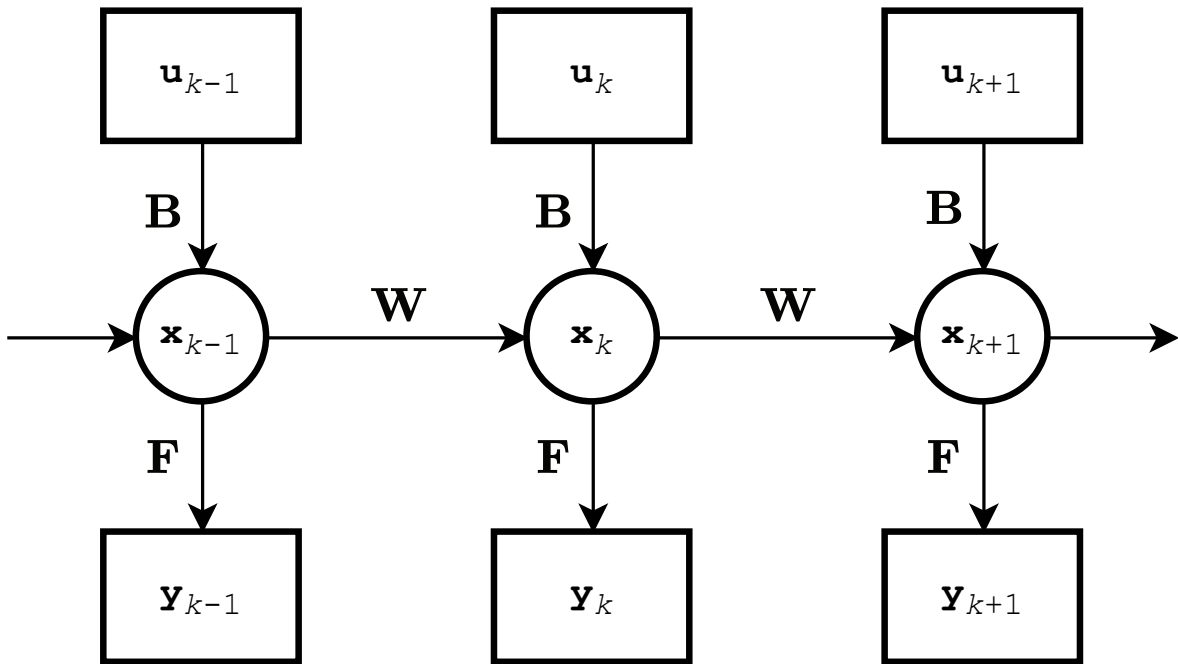 u_{k-1} u_k u_{k+1}
B B B
W W
x_{k-1} x_k x_{k+1}
F F F
y_{k-1} y_k y_{k+1}